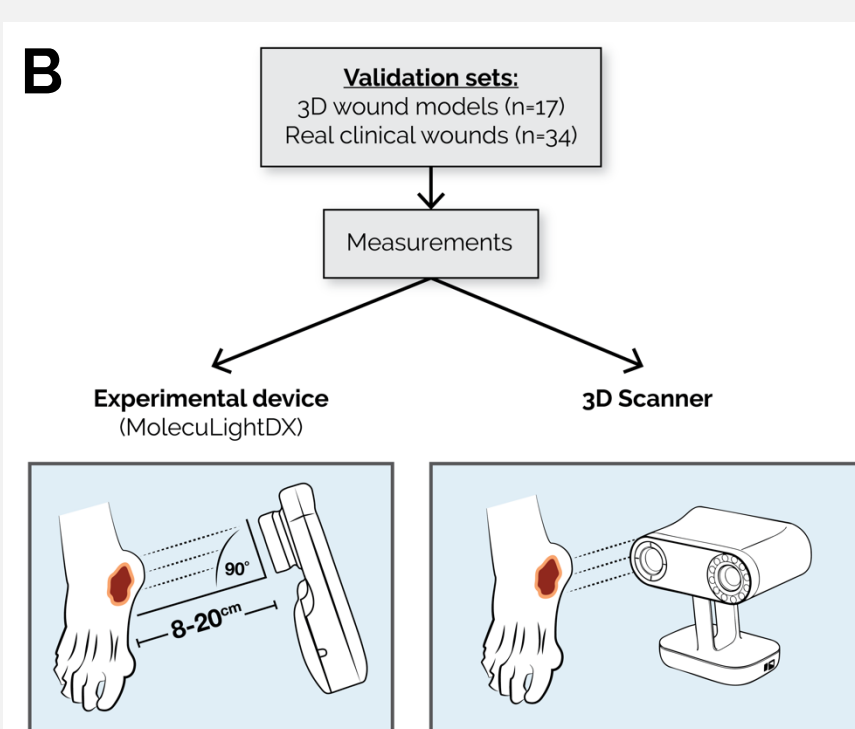 B
Validation sets:
3D wound models (n=17)
Real clinical wounds (n=34)
Measurements
Experimental device
(MolecuLightDX)
3D Scanner
90°
8-20cm